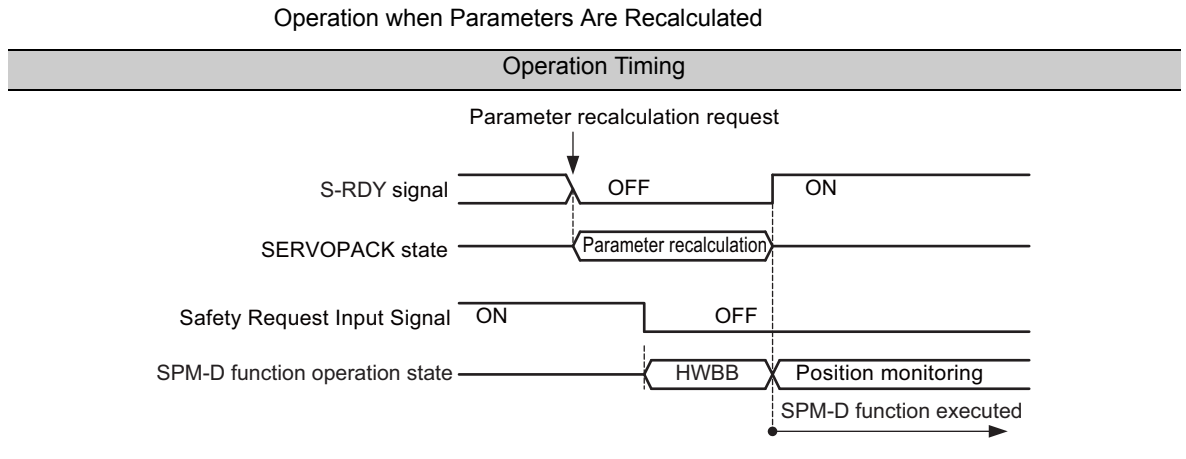 Operation when Parameters Are Recalculated
Operation Timing
Parameter recalculation request
S-RDY signal OFF ON
SERVOPACK state Parameter recalculation
Safety Request Input Signal ON OFF
SPM-D function operation state HWBB Position monitoring
SPM-D function executed